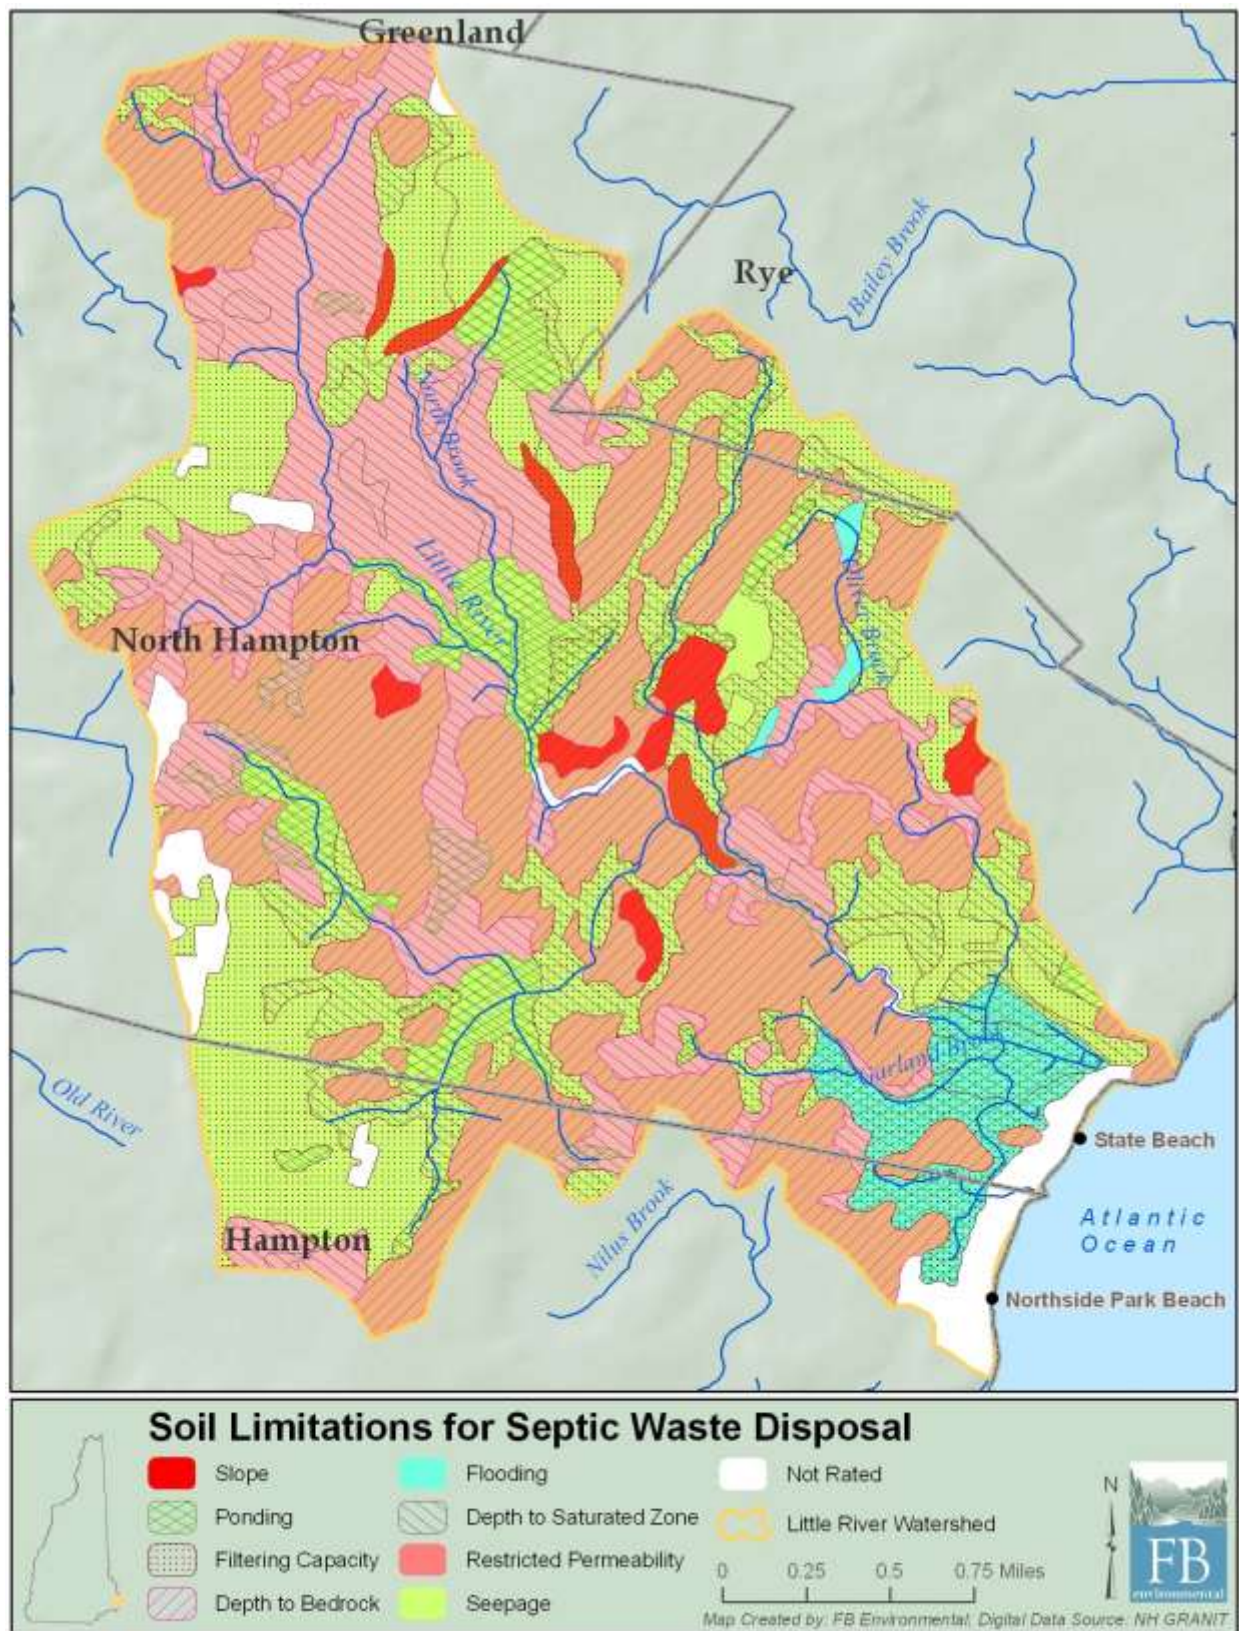 Greenland
Rye
Bailey Brook
North Brook
Little River
Oliver Brook
North Hampton
Garland Brook
Old River
State Beach
Nilus Brook
Atlantic
Ocean
Hampton
Northside Park Beach
Soil Limitations for Septic Waste Disposal
Slope
Ponding
Filtering Capacity
Depth to Bedrock
Flooding
Depth to Saturated Zone
Restricted Permeability
Seepage
Not Rated
Little River Watershed
0 0.25 0.5 0.75 Miles
N
FB
environmental
Map Created by: FB Environmental, Digital Data Source: NH GRANIT